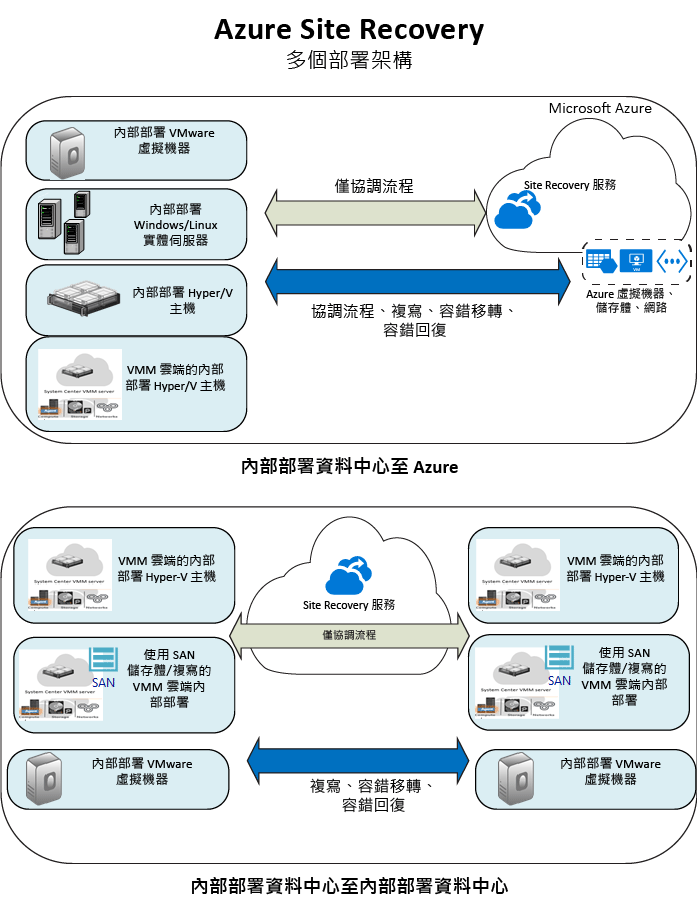 Azure Site Recovery
多個部署架構
Microsoft Azure
內部部署 VMware
虛擬機器
內部部署
Windows/Linux
實體伺服器
內部部署 Hyper/V
主機
System Center VMM server
Storage
Networks
VMM 雲端的內部
部署 Hyper/V 主機
僅協調流程
Site Recovery 服務
協調流程、複寫、容錯移轉、
容錯回復
VM
Azure 虛擬機器、
儲存體、網路
內部部署資料中心至 Azure
System Center VMM server
Storage
Networks
VMM 雲端的內部
部署 Hyper-V 主機
System Center VMM server
Storage
Networks
SAN
使用 SAN
儲存體/複寫的
VMM 雲端內
部部署
內部部署 VMware
虛擬機器
Site Recovery 服務
僅協調流程
複寫、容錯移轉、
容錯回復
System Center VMM server
Storage
Networks
VMM 雲端的內部
部署 Hyper-V 主機
System Center VMM server
Storage
Networks
SAN
使用 SAN
儲存體/複寫的
VMM 雲端內部
部署
內部部署 VMware
虛擬機器
內部部署資料中心至內部部署資料中心